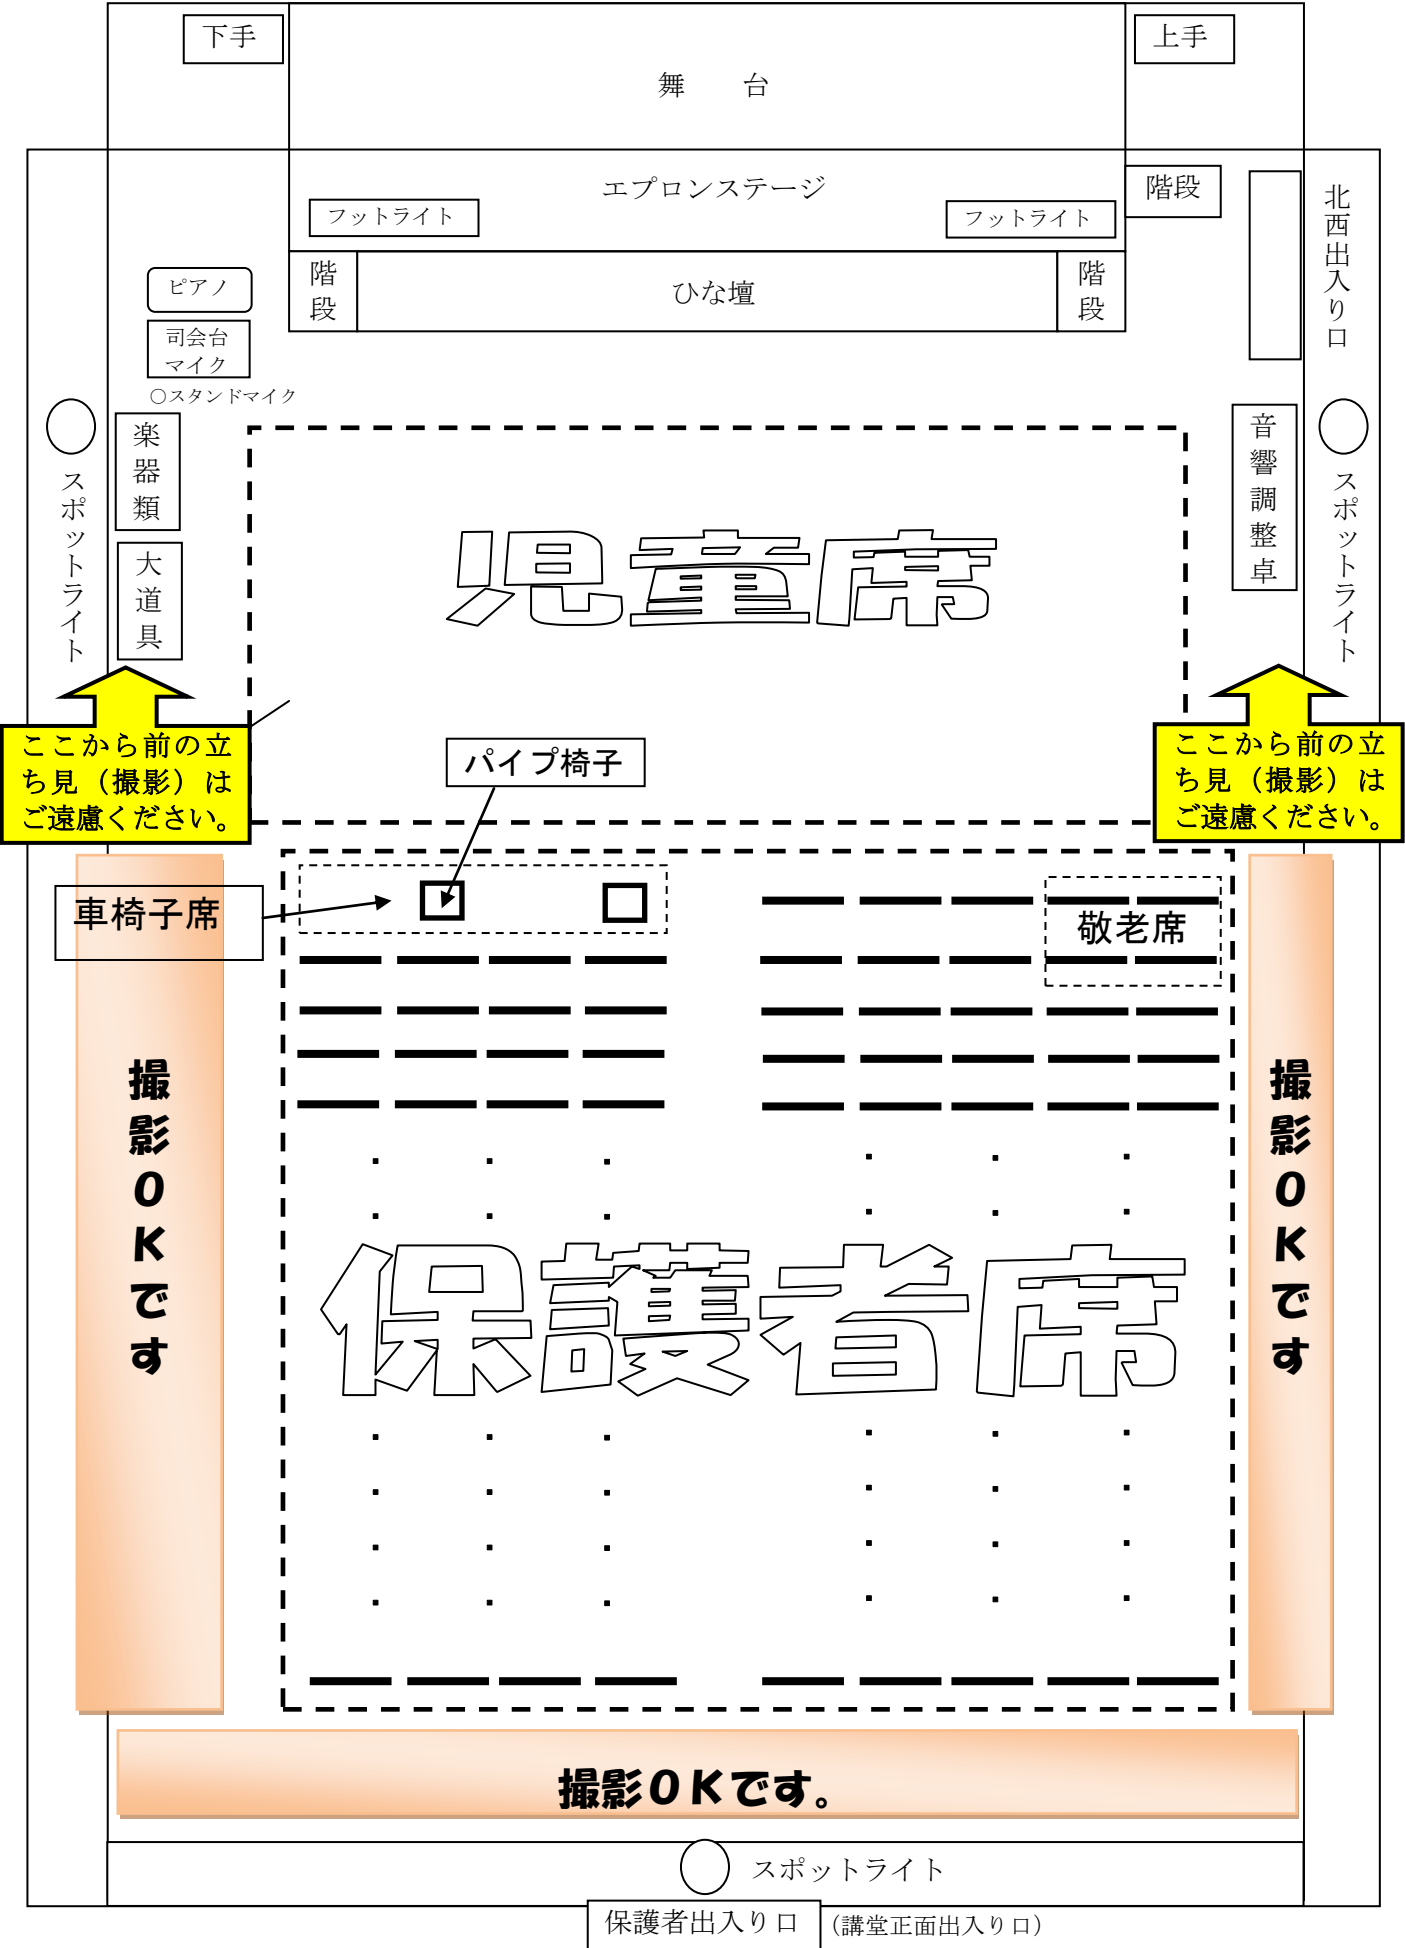 下手
上手
舞　　台
エプロンステージ
階段
フットライト
フットライト
北西出入り口
階段
ひな壇
階段
ピアノ
司会台
マイク
○スタンドマイク
楽器類
音響調整卓
スポットライト
スポットライト
大道具
児童席
ここから前の立
ち見（撮影）は
ご遠慮ください。
ここから前の立
ち見（撮影）は
ご遠慮ください。
パイプ椅子
車椅子席
敬老席
撮影OKです
撮影OKです
保護者席
撮影OKです。
スポットライト
保護者出入り口
（講堂正面出入り口）